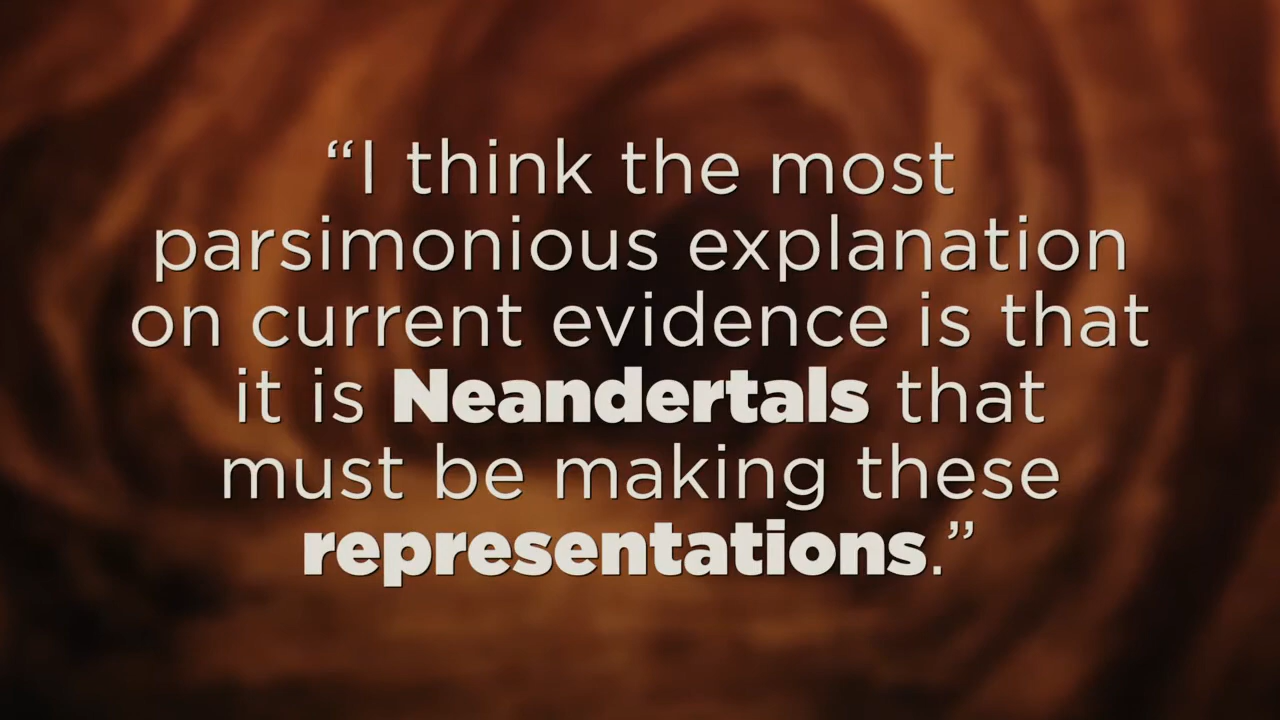 “I think the most
parsimonious explanation
on current evidence is that
it is Neandertals that
must be making these
representations.”